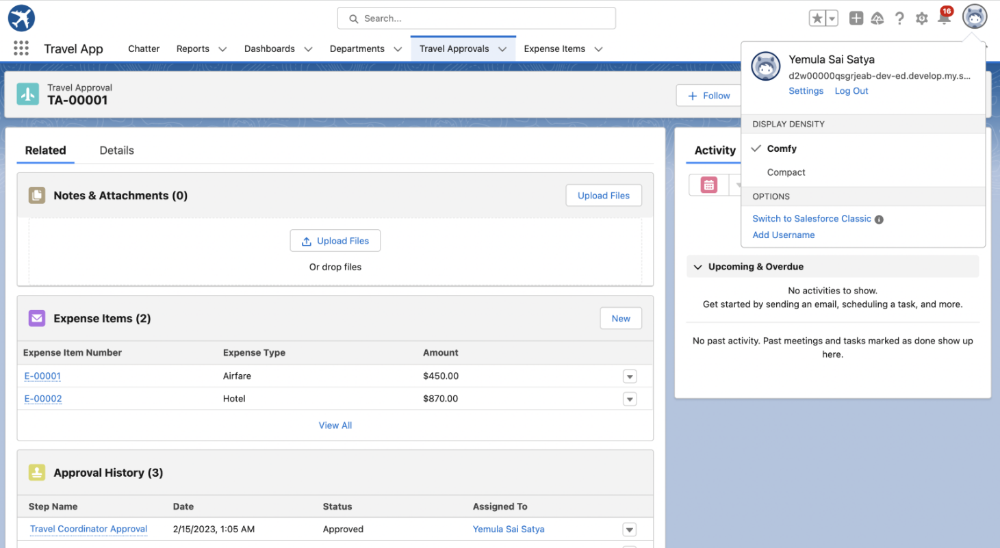 Search...
16
Travel App
Chatter
Reports
Dashboards
Departments
Travel Approvals
Expense Items
Yemula Sai Satya
d2w00000qsgrjeab-dev-ed.develop.my.s...
Settings Log Out
DISPLAY DENSITY
Comfy
Compact
OPTIONS
Switch to Salesforce Classic
Add Username
Travel Approval
TA-00001
Follow
Related Details
Notes & Attachments (0)
Upload Files
Upload Files
Or drop files
Expense Items (2)
New
Expense Item Number Expense Type Amount
E-00001 Airfare $450.00
E-00002 Hotel $870.00
View All
Approval History (3)
Step Name Date Status Assigned To
Travel Coordinator Approval 2/15/2023, 1:05 AM Approved Yemula Sai Satya
Activity
Upcoming & Overdue
No activities to show.
Get started by sending an email, scheduling a task, and more.
No past activity. Past meetings and tasks marked as done show up
here.